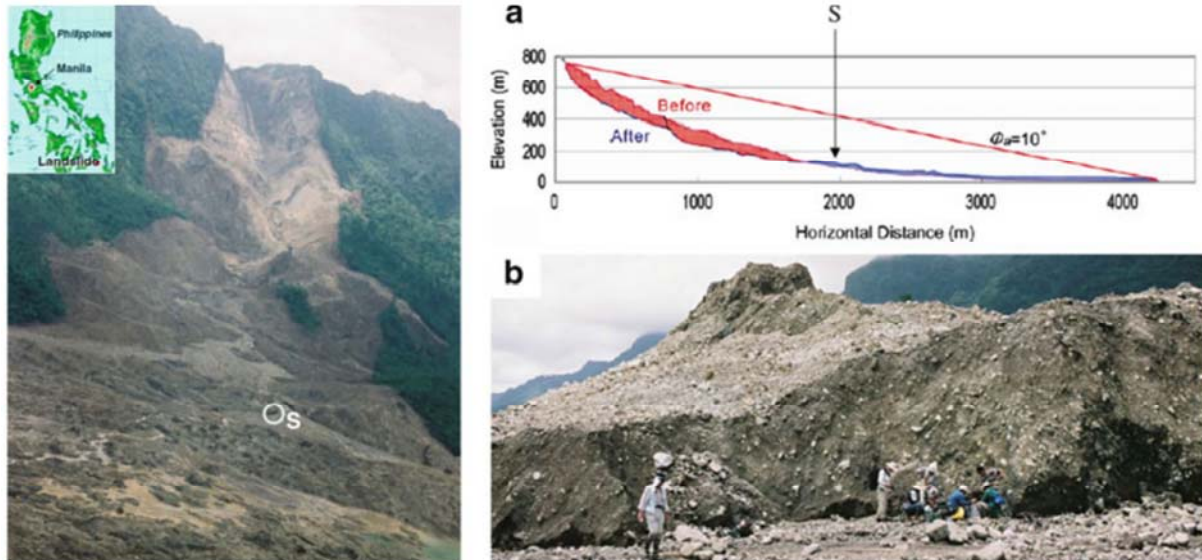 Philippines
Manila
Landslide
S
a
S
Elevation (m)
800
600
400
200
0
Before
After
Φa=10°
0
1000
2000
3000
4000
Horizontal Distance (m)
b